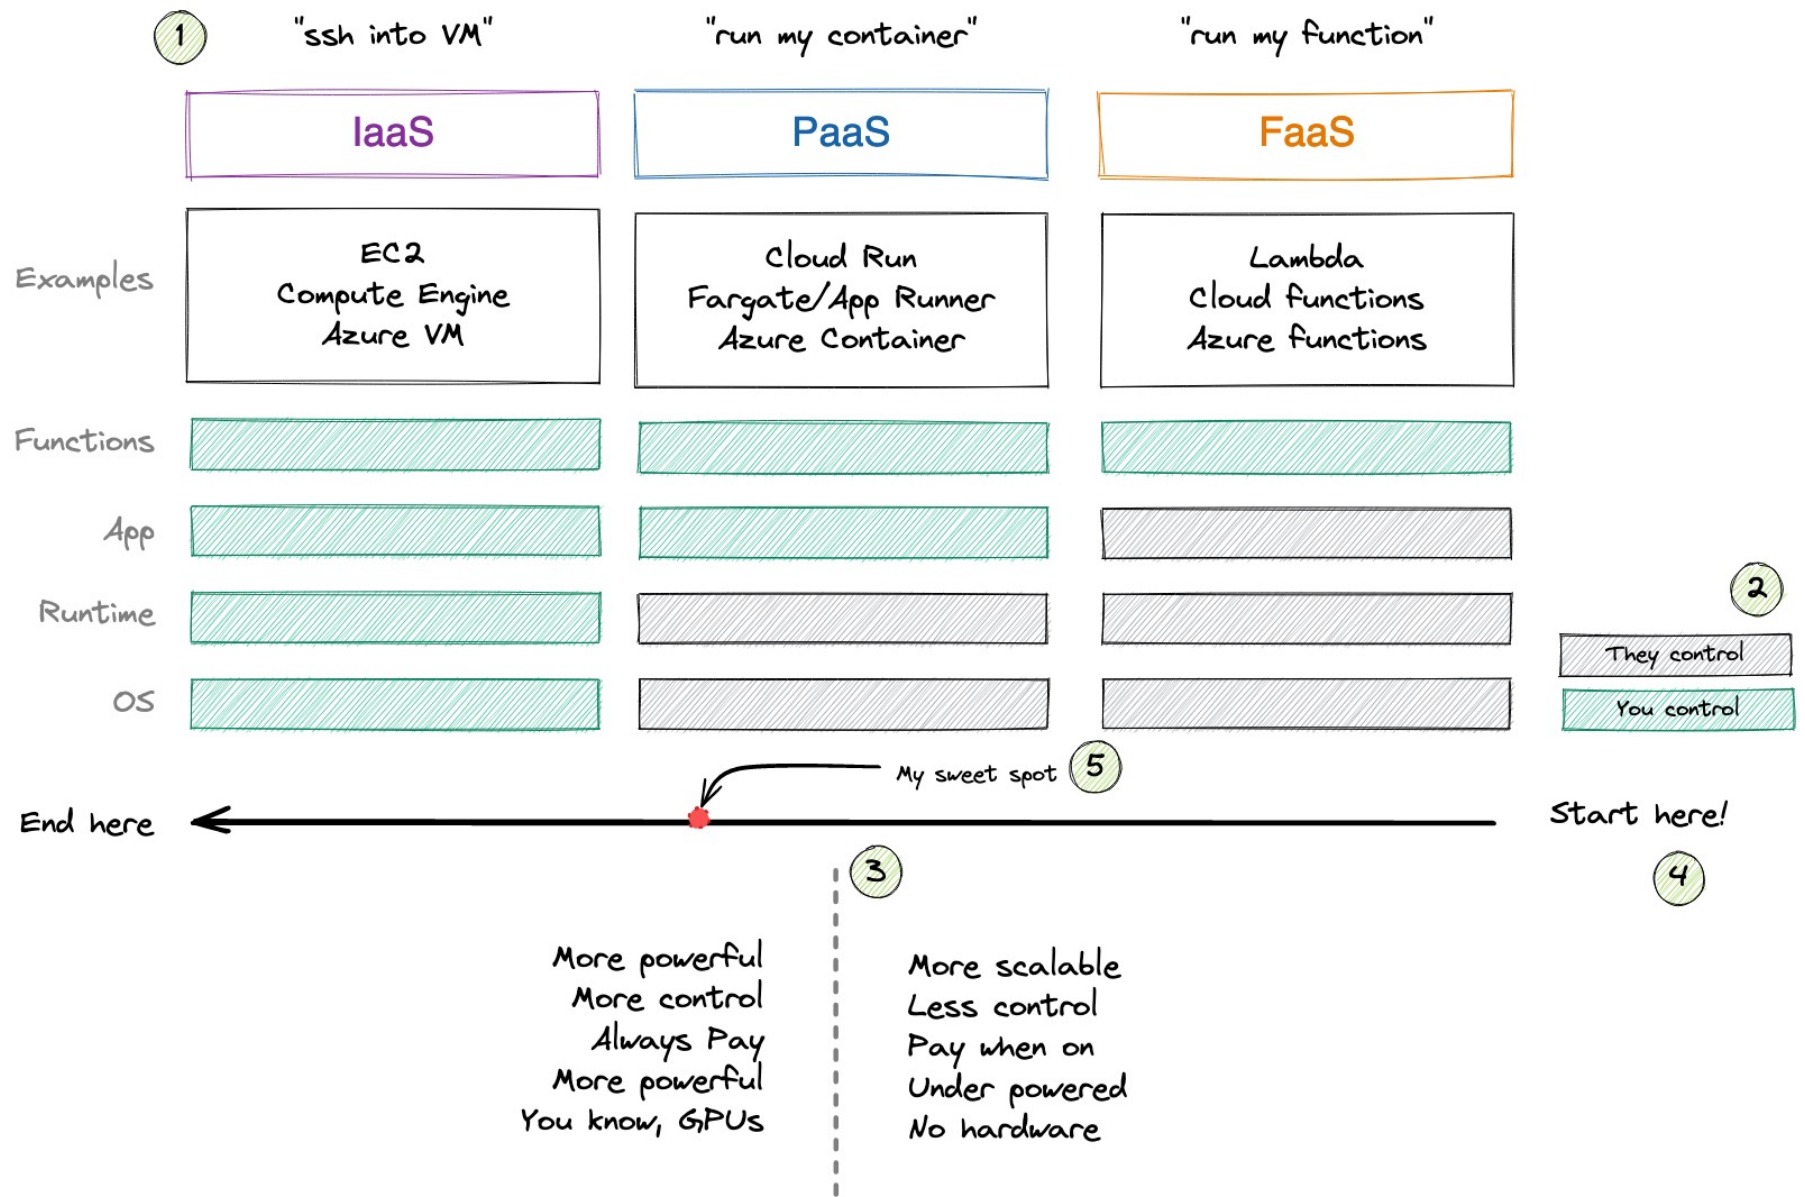 1
"ssh into VM"
"run my container"
"run my function"
IaaS
PaaS
FaaS
Examples
EC2
Compute Engine
Azure VM
Cloud Run
Fargate/App Runner
Azure Container
Lambda
Cloud functions
Azure functions
Functions
App
Runtime
OS
2
They control
You control
My sweet spot
5
End here
Start here!
3
4
More powerful
More control
Always Pay
More powerful
You know, GPUs
More scalable
Less control
Pay when on
Under powered
No hardware